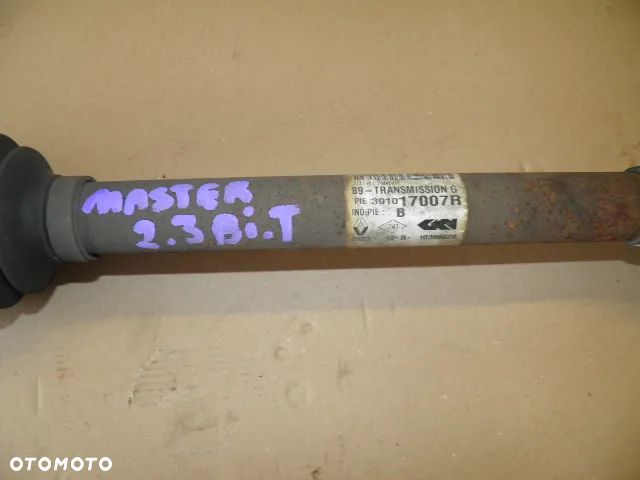 MASTER
2.3 Bi.T
B9-TRANSMISSION G
PIE:391017007R
IND.PIE: B
GKN
OTOMOTO